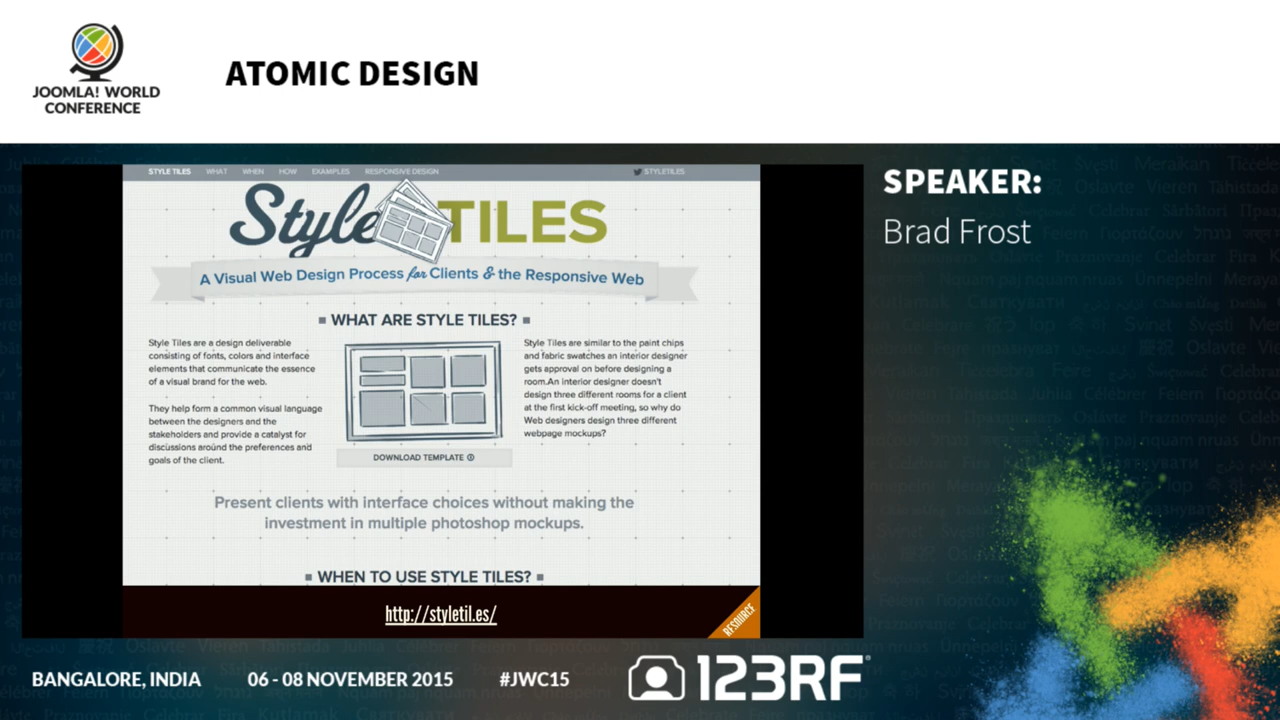 JOOMLA! WORLD
CONFERENCE
ATOMIC DESIGN
STYLE TILES WHAT WHEN HOW EXAMPLES RESPONSIVE DESIGN STYLETILES
Style TILES
A Visual Web Design Process for Clients & the Responsive Web
WHAT ARE STYLE TILES?
Style Tiles are a design deliverable
consisting of fonts, colors and interface
elements that communicate the essence
of a visual brand for the web.
They help form a common visual language
between the designers and the
stakeholders and provide a catalyst for
discussions around the preferences and
goals of the client.
DOWNLOAD TEMPLATE
Style Tiles are similar to the paint chips
and fabric swatches an interior designer
gets approval on before designing a
room.An interior designer doesn't
design three different rooms for a client
at the first kick-off meeting, so why do
Web designers design three different
webpage mockups?
Present clients with interface choices without making the
investment in multiple photoshop mockups.
WHEN TO USE STYLE TILES?
http://styletil.es/
RESOURCE
SPEAKER:
Brad Frost
BANGALORE, INDIA 06 - 08 NOVEMBER 2015 #JWC15
123RF®